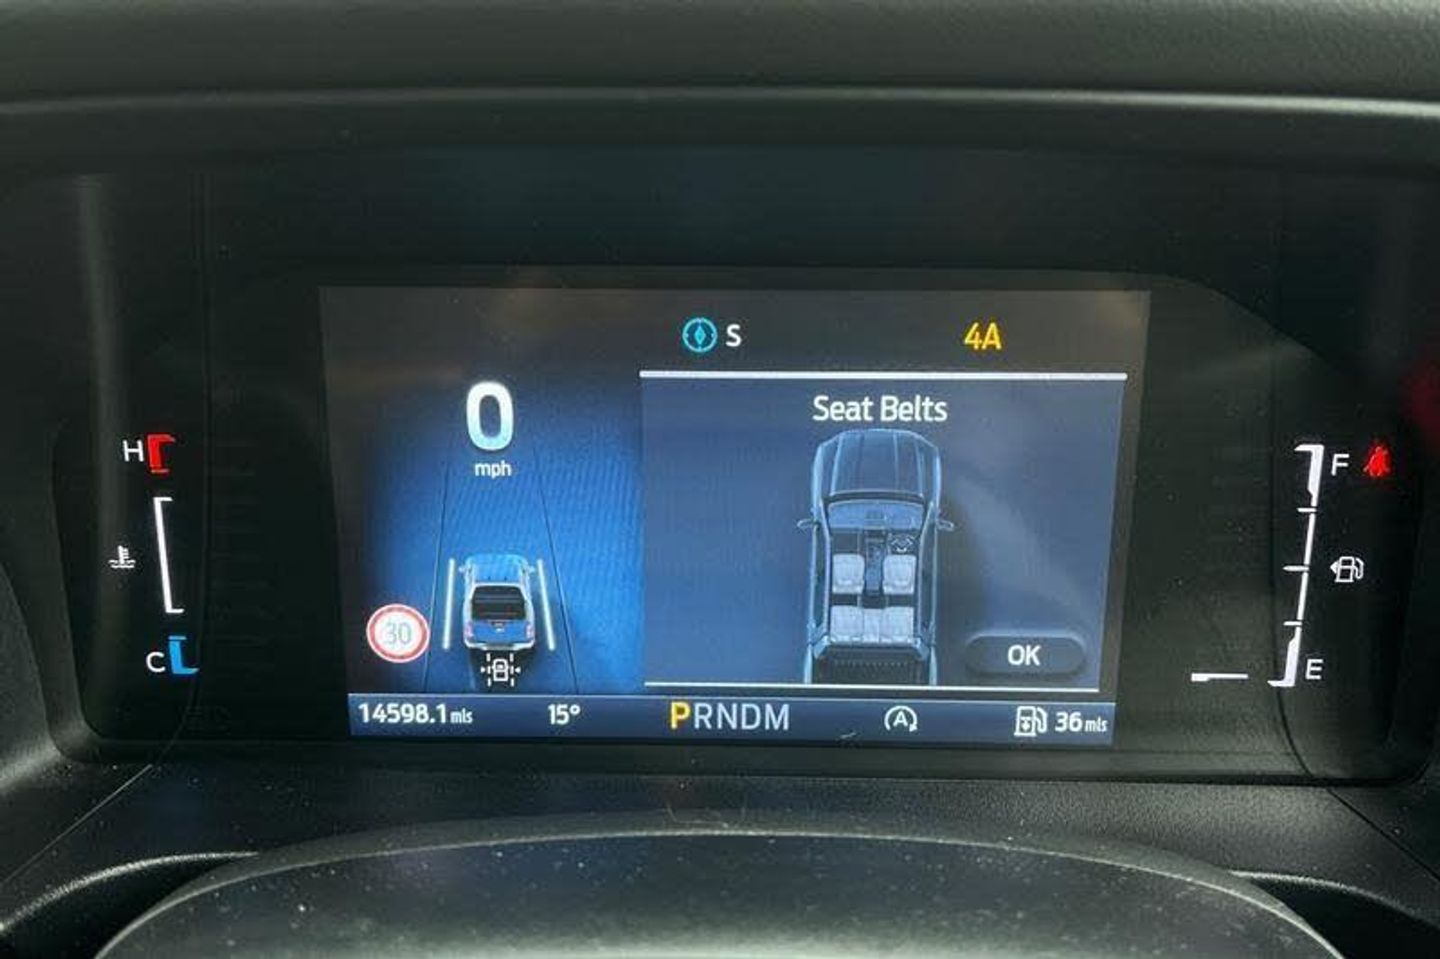 S
4A
0
mph
Seat Belts
H
F
30
OK
C
E
14598.1 mls
15°
PRNDM
A
36 mls